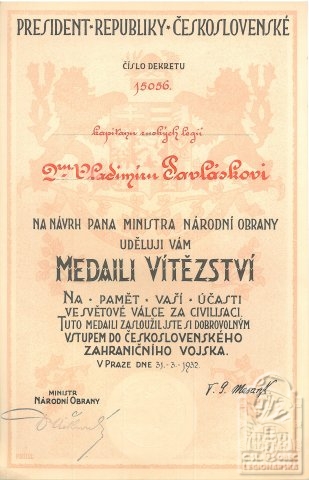 PRESIDENT·REPUBLIKY·ČESKOSLOVENSKÉ
ČÍSLO DEKRETU
15056.
kapitánu ruských legií
Dru Vladimíru Pavláskovi
NA NÁVRH PANA MINISTRA NÁRODNÍ OBRANY
UDĚLUJI VÁM
MEDAILI VÍTĚZSTVÍ
NA · PAMĚT · VAŠÍ · ÚČASTI
VE SVĚTOVÉ VÁLCE ZA CIVILISACI.
TUTO MEDAILI ZASLOUŽIL JSTE SI DOBROVOLNÝM
VSTUPEM DO ČESKOSLOVENSKÉHO
ZAHRANIČNÍHO VOJSKA.
V PRAZE DNE 31·3·1932.
T. G. Masaryk
MINISTR
NÁRODNÍ OBRANY